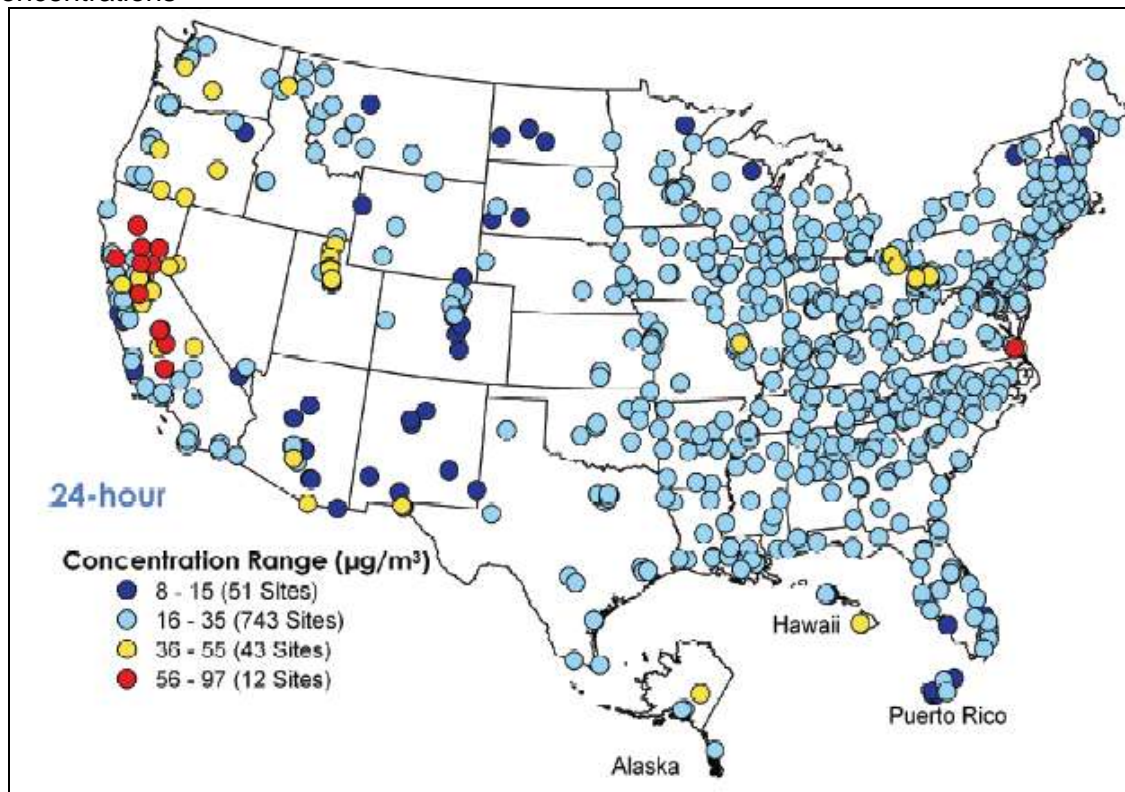 oncentrations
24-hour
Concentration Range (µg/m³)
8 - 15 (51 Sites)
16 - 35 (743 Sites)
36 - 55 (43 Sites)
56 - 97 (12 Sites)
Hawaii
Puerto Rico
Alaska